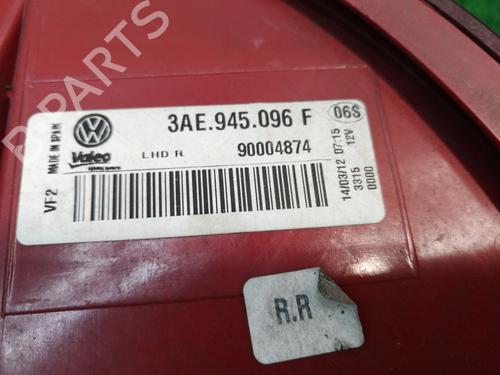 B-PARTS
3AE.945.096 F
06S
MADE IN SPAIN
Valeo
LHD R
90004874
VF2
14/03/12 07:15
12V
3315
0000
R.R